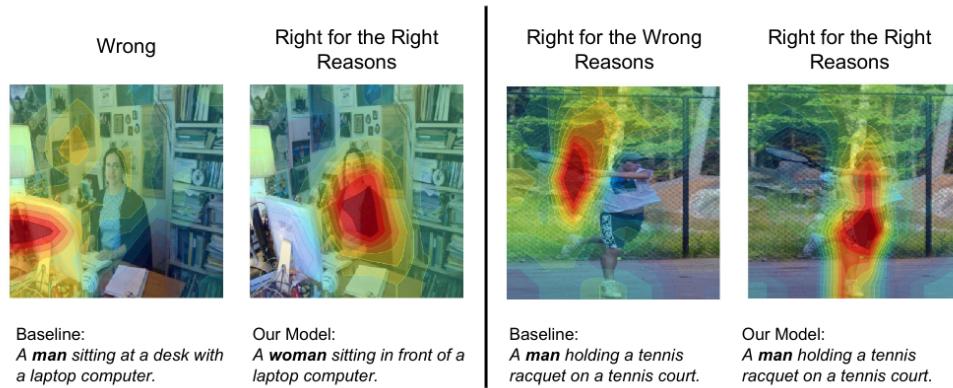 Wrong
Right for the Right
Reasons
Right for the Wrong
Reasons
Right for the Right
Reasons
Baseline:
A man sitting at a desk with
a laptop computer.
Our Model:
A woman sitting in front of a
laptop computer.
Baseline:
A man holding a tennis
racquet on a tennis court.
Our Model:
A man holding a tennis
racquet on a tennis court.